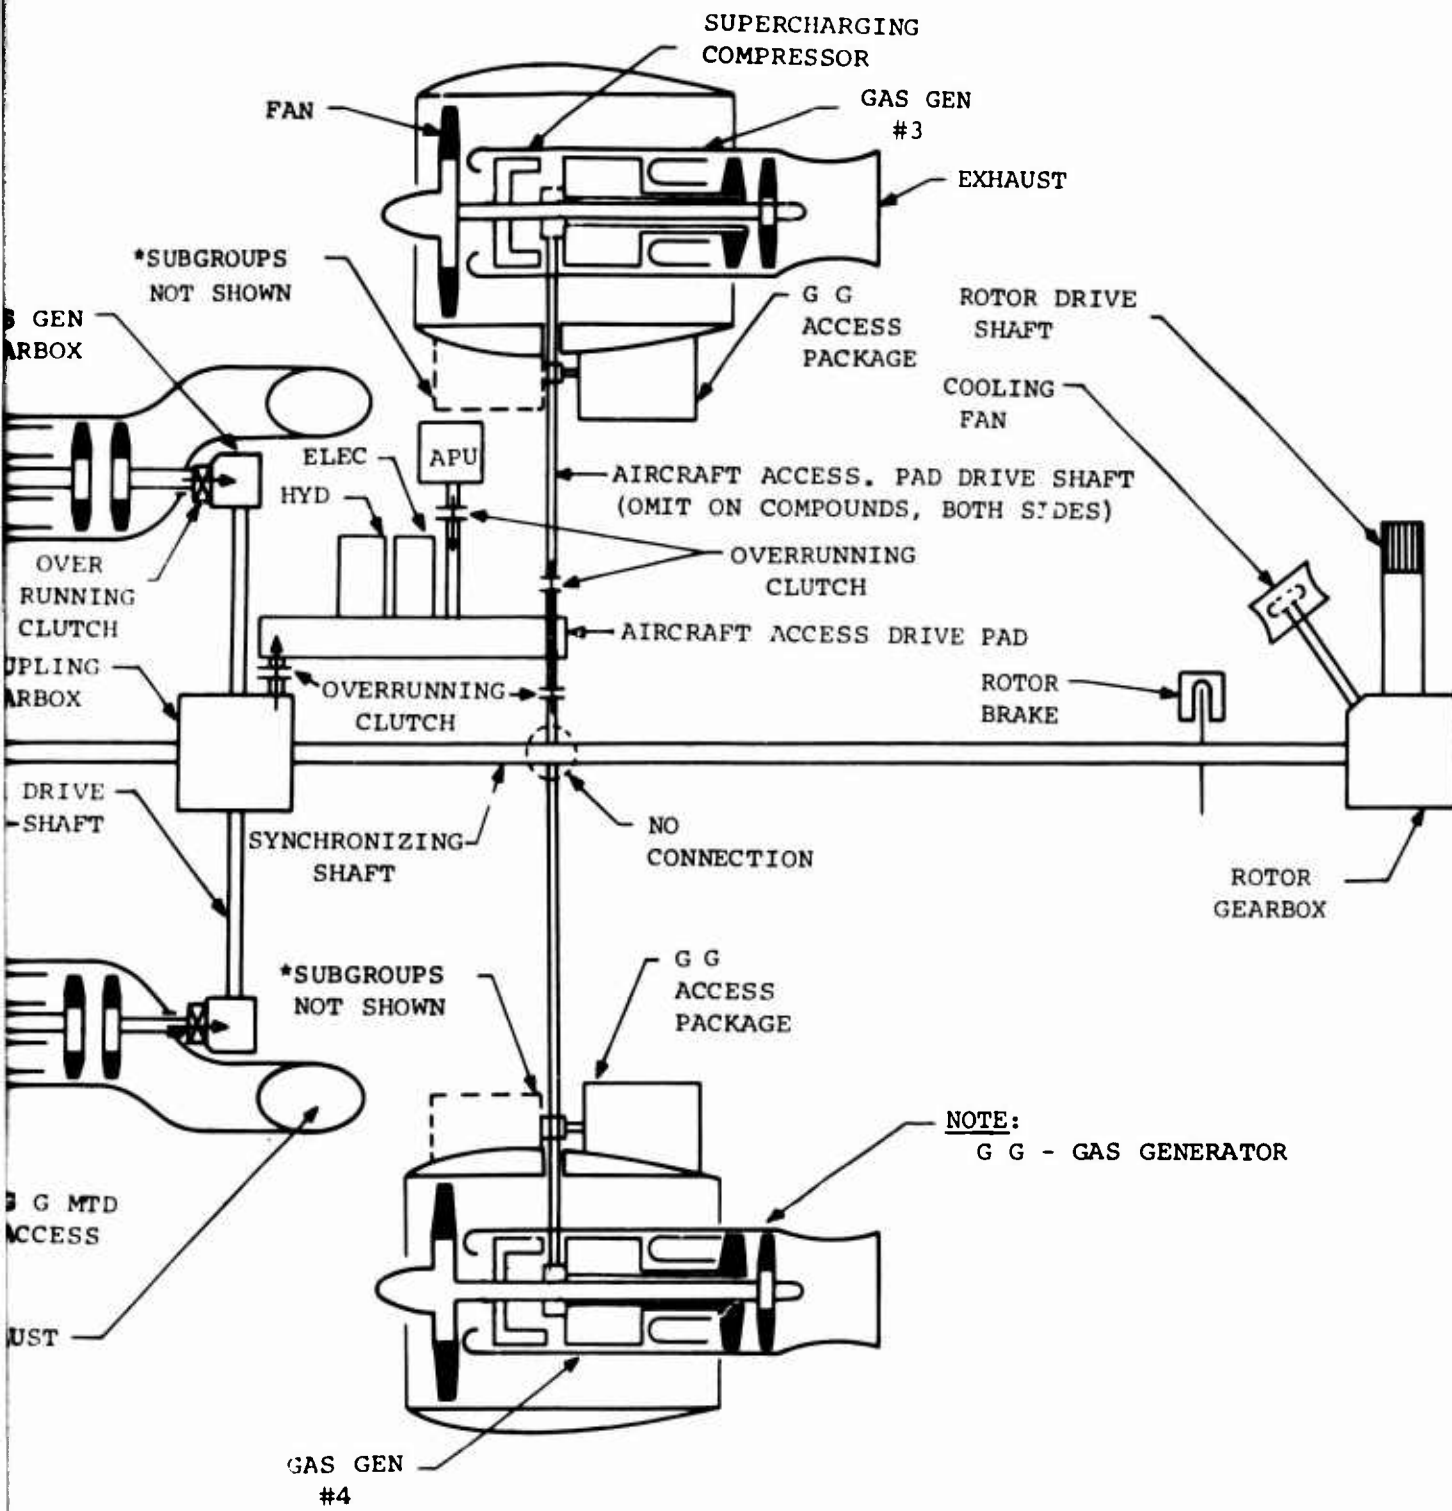 SUPERCHARGING
COMPRESSOR
FAN
GAS GEN
#3
EXHAUST
*SUBGROUPS
NOT SHOWN
GEN
G G
ACCESS
PACKAGE
ROTOR DRIVE
SHAFT
COOLING
FAN
ELEC
APU
HYD
AIRCRAFT ACCESS. PAD DRIVE SHAFT
(OMIT ON COMPOUNDS, BOTH SIDES)
OVER
RUNNING
CLUTCH
OVERRUNNING
CLUTCH
AIRCRAFT ACCESS DRIVE PAD
UPLING
ARBOX
OVERRUNNING
CLUTCH
ROTOR
BRAKE
DRIVE
SHAFT
SYNCHRONIZING
SHAFT
NO
CONNECTION
ROTOR
GEARBOX
*SUBGROUPS
NOT SHOWN
G G
ACCESS
PACKAGE
NOTE:
G G - GAS GENERATOR
G MTD
ACCESS
UST
GAS GEN
#4